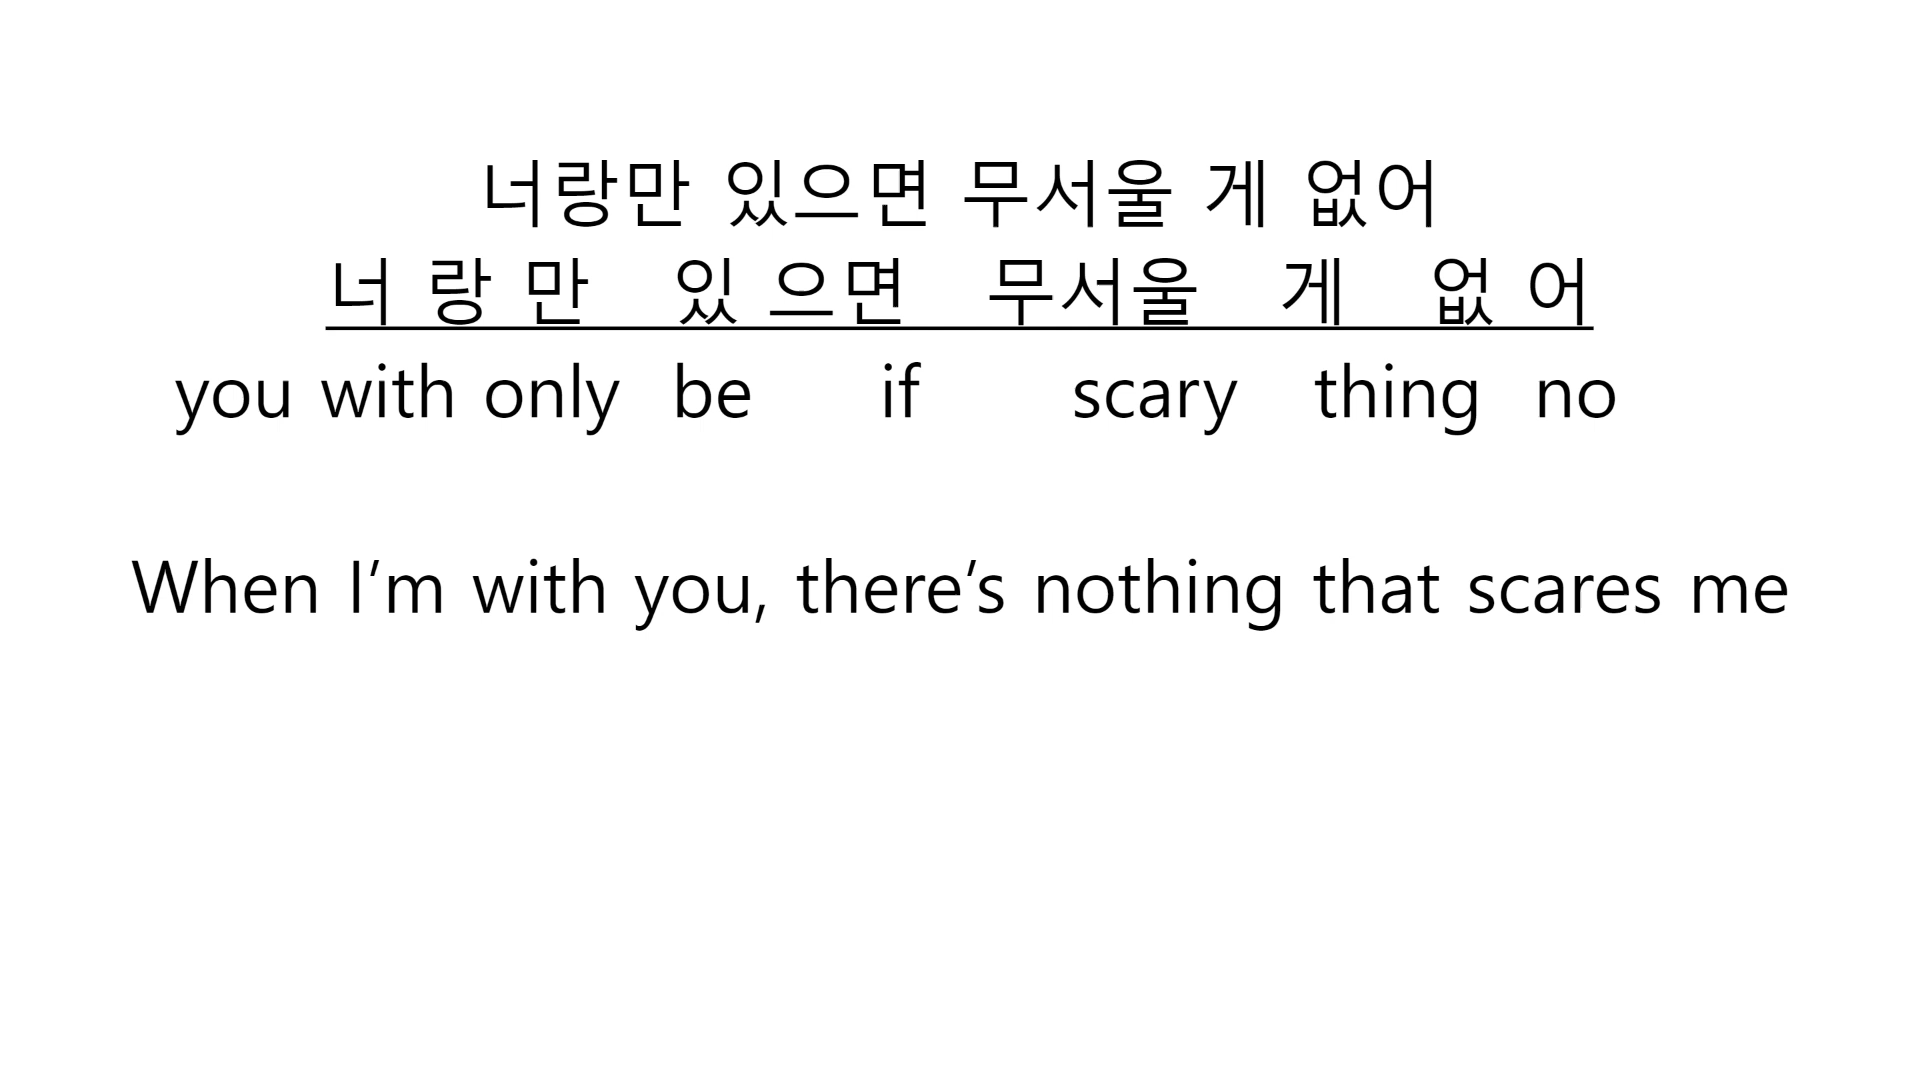 너랑만 있으면 무서울 게 없어
너 랑 만 있 으면 무서울 게 없 어
you with only be if scary thing no
When I’m with you, there’s nothing that scares me